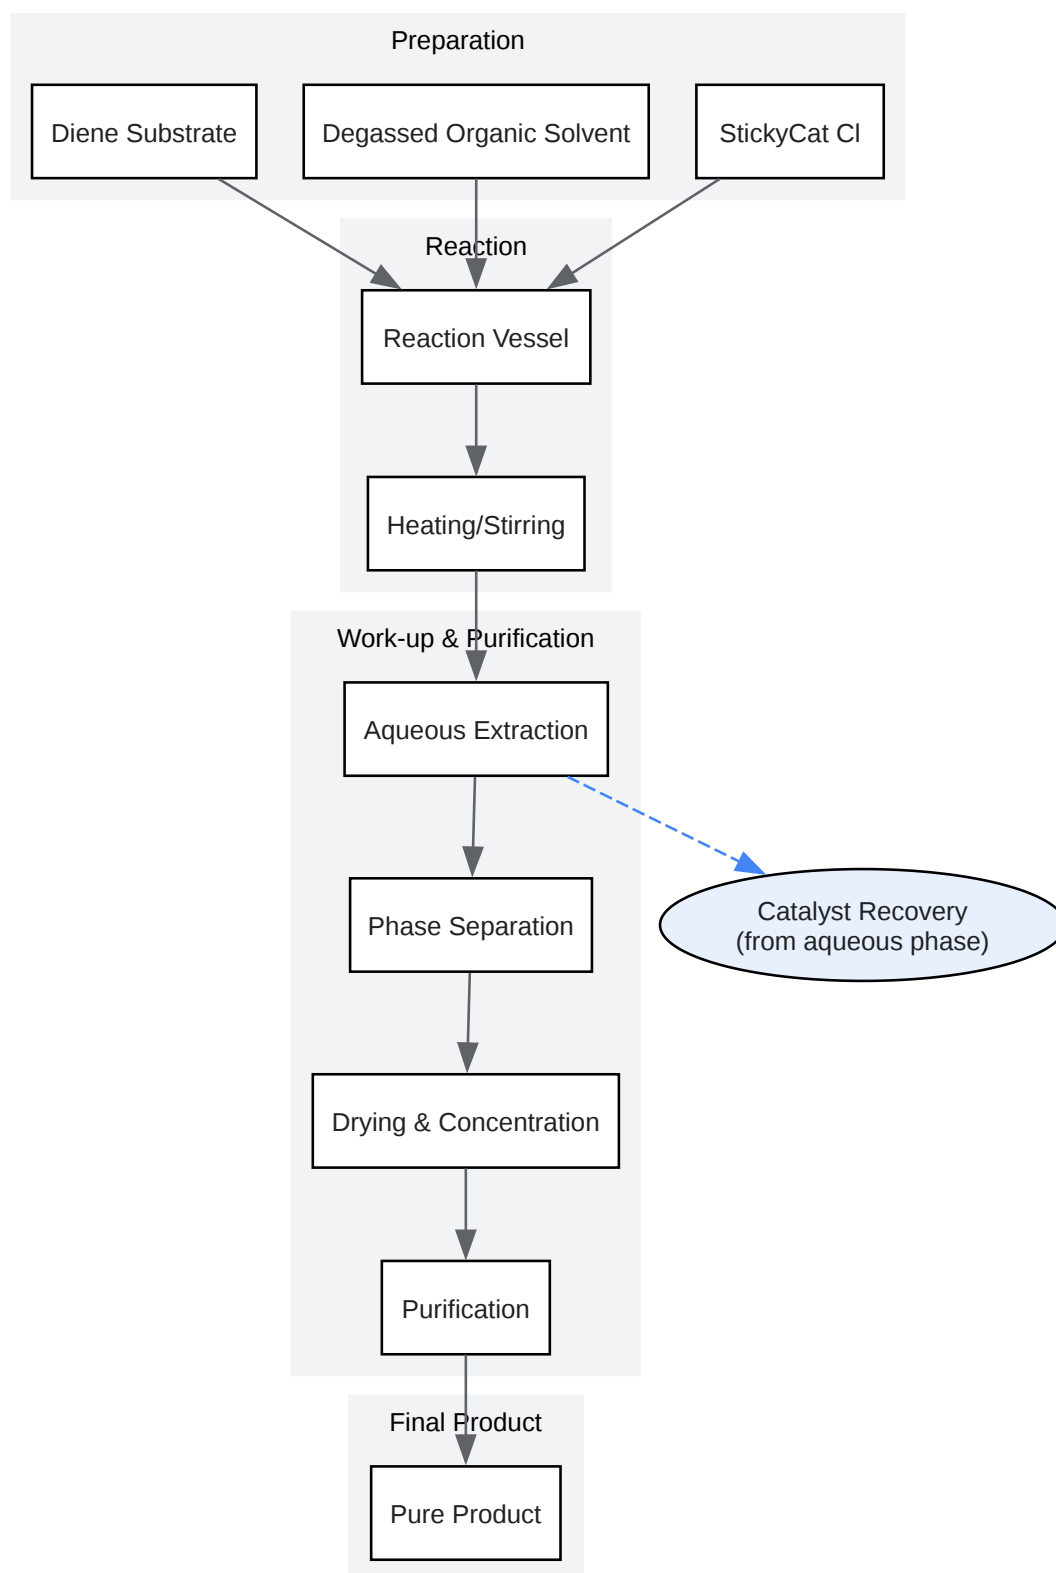 Preparation
Diene Substrate
Degassed Organic Solvent
StickyCat Cl
Reaction
Reaction Vessel
Heating/Stirring
Work-up & Purification
Aqueous Extraction
Phase Separation
Catalyst Recovery
(from aqueous phase)
Drying & Concentration
Purification
Final Product
Pure Product